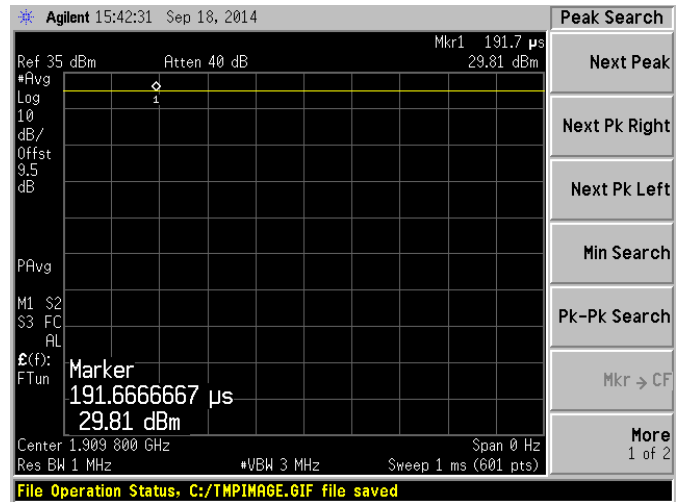 Agilent 15:42:31 Sep 18, 2014
Peak Search
Mkr1 191.7 µs
Ref 35 dBm Atten 40 dB 29.81 dBm
#Avg
Log
10
dB/
Offst
9.5
dB
1
PAvg
M1 S2
S3 FC
AL
£(f):
FTun
Marker
191.6666667 µs
29.81 dBm
Center 1.909 800 GHz Span 0 Hz
Res BW 1 MHz #VBW 3 MHz Sweep 1 ms (601 pts)
File Operation Status, C:/TMPIMAGE.GIF file saved
Next Peak
Next Pk Right
Next Pk Left
Min Search
Pk-Pk Search
Mkr → CF
More
1 of 2